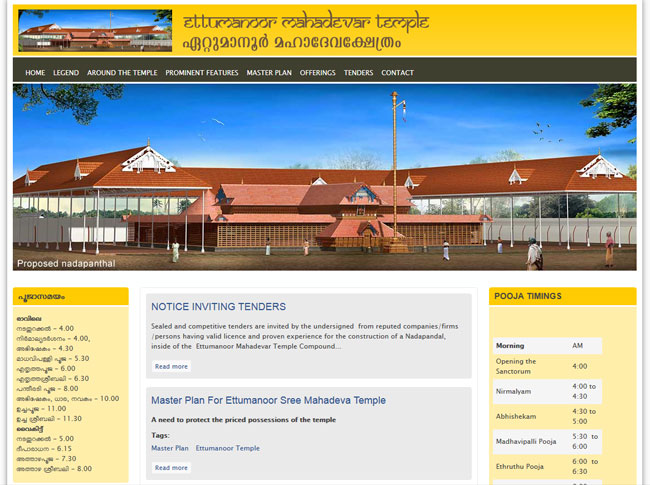 ETTUMANOOR MAHADEVAR TEMPLE
ഏറ്റുമാനൂർ മഹാദേവക്ഷേത്രം
HOME LEGEND AROUND THE TEMPLE PROMINENT FEATURES MASTER PLAN OFFERINGS TENDERS CONTACT
Proposed nadapanthal
പൂജാസമയം
രാവിലെ
നടതുറക്കൽ - 4.00
നിർമ്മാല്യദർശനം - 4,00,
അഭിഷേകം - 4.30
മാധവിപ്പള്ളി പൂജ - 5.30
എതൃത്തപൂജ - 6.00
എതൃത്തശ്രീബലി - 6.30
പന്തീരടി പൂജ - 8.00
അഭിഷേകം, ധാര, നവകം - 10.00
ഉച്ചപൂജ - 11.00
ഉച്ച ശ്രീബലി - 11.30
വൈകിട്ട്
നടതുറക്കൽ - 5.00
ദീപാരാധന - 6.15
അത്താഴപൂജ - 7.30
അത്താഴ ശ്രീബലി - 8.00
NOTICE INVITING TENDERS
Sealed and competitive tenders are invited by the undersigned from reputed companies/firms
/persons having valid licence and proven experience for the construction of a Nadapandal,
inside of the Ettumanoor Mahadevar Temple Compound...
Read more
Master Plan For Ettumanoor Sree Mahadeva Temple
A need to protect the priced possessions of the temple
Tags:
Master Plan Ettumanoor Temple
Read more
POOJA TIMINGS
Morning AM
Opening the
Sanctorum 4:00
Nirmalyam 4:00 to
4:30
Abhishekam 4:30 to
5:00
Madhavipalli Pooja 5:30 to
6:00
Ethruthu Pooja 6:00 to
6:30